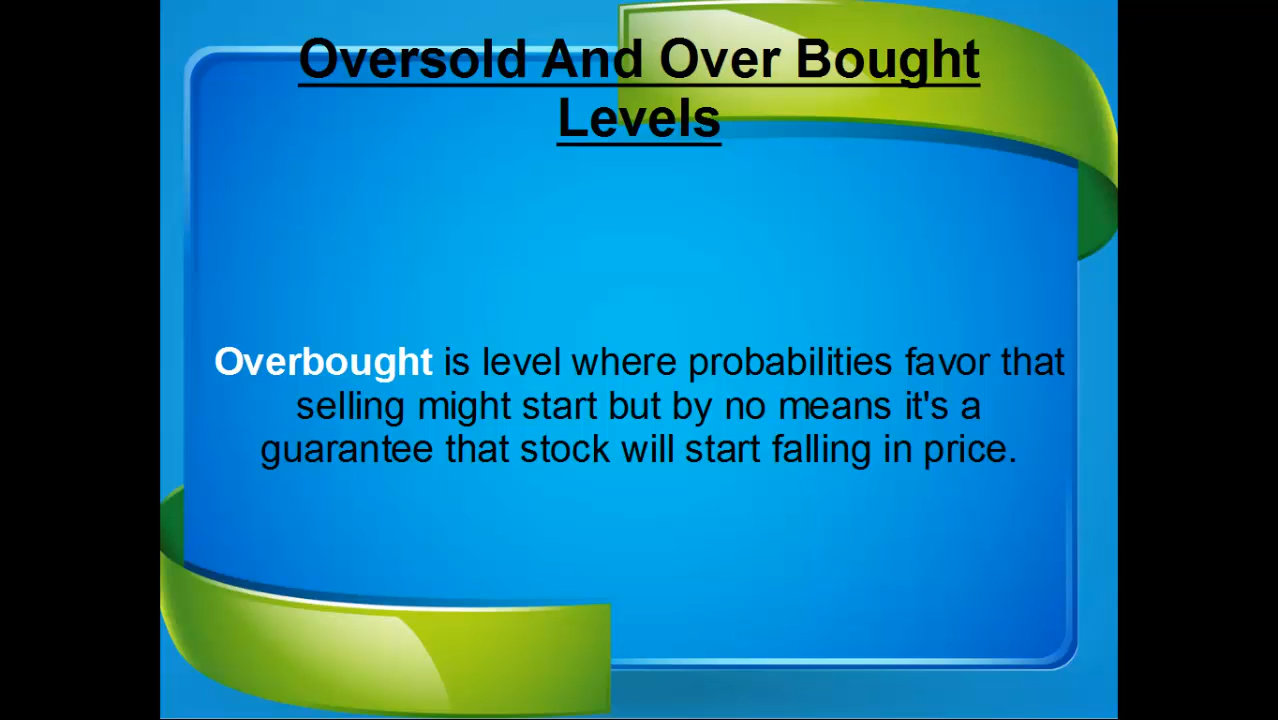 Oversold And Over Bought
Levels
Overbought is level where probabilities favor that
selling might start but by no means it's a
guarantee that stock will start falling in price.